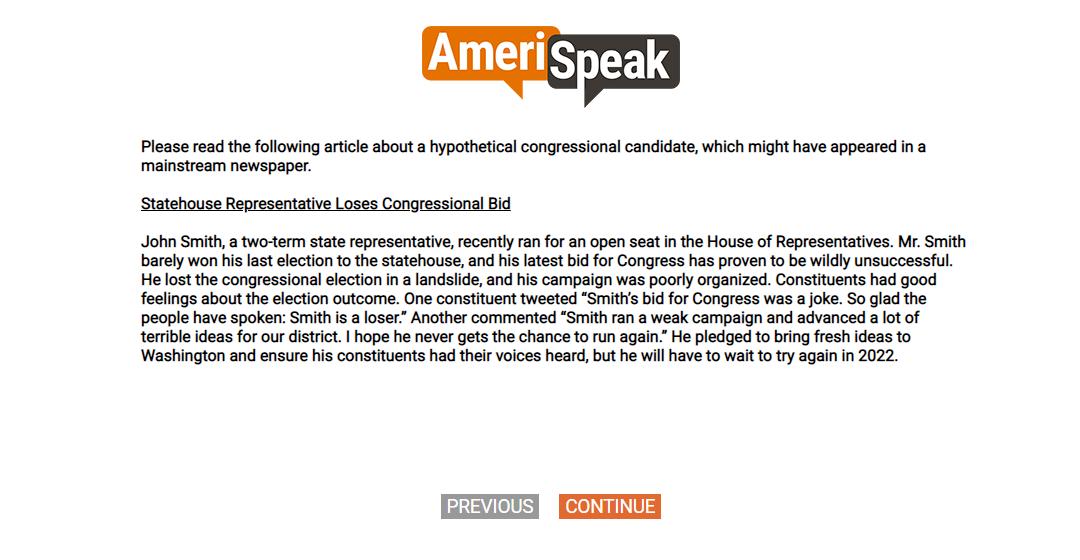 AmeriSpeak
Please read the following article about a hypothetical congressional candidate, which might have appeared in a
mainstream newspaper.
Statehouse Representative Loses Congressional Bid
John Smith, a two-term state representative, recently ran for an open seat in the House of Representatives. Mr. Smith
barely won his last election to the statehouse, and his latest bid for Congress has proven to be wildly unsuccessful.
He lost the congressional election in a landslide, and his campaign was poorly organized. Constituents had good
feelings about the election outcome. One constituent tweeted “Smith’s bid for Congress was a joke. So glad the
people have spoken: Smith is a loser.” Another commented “Smith ran a weak campaign and advanced a lot of
terrible ideas for our district. I hope he never gets the chance to run again.” He pledged to bring fresh ideas to
Washington and ensure his constituents had their voices heard, but he will have to wait to try again in 2022.
PREVIOUS CONTINUE